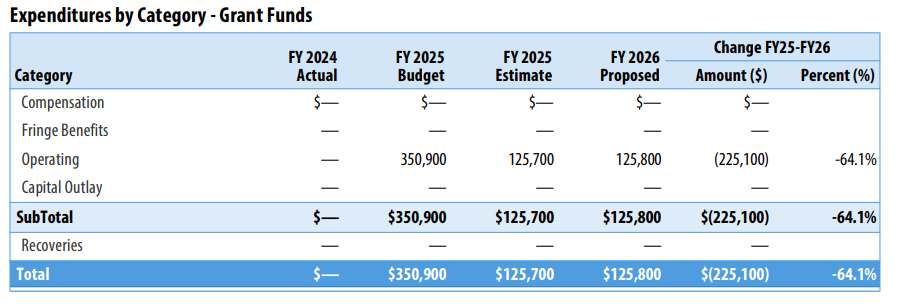 Expenditures by Category - Grant Funds
Change FY25-FY26
FY 2024 FY 2025 FY 2025 FY 2026
Category Actual Budget Estimate Proposed Amount ($) Percent (%)
Compensation $— $— $— $— $—
Fringe Benefits — — — — —
Operating — 350,900 125,700 125,800 (225,100) -64.1%
Capital Outlay — — — — —
SubTotal $— $350,900 $125,700 $125,800 $(225,100) -64.1%
Recoveries — — — — —
Total $— $350,900 $125,700 $125,800 $(225,100) -64.1%